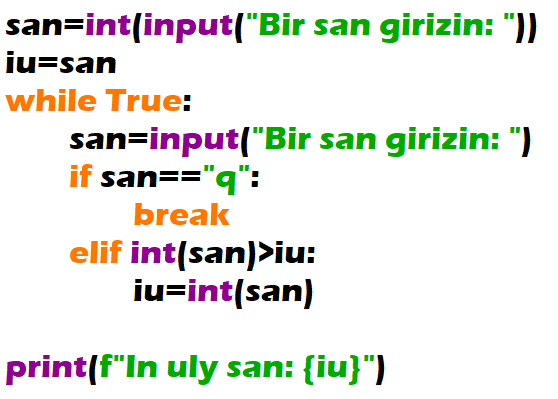 san=int(input("Bir san girizin: "))
iu=san
while True:
        san=input("Bir san girizin: ")
        if san=="q":
                break
        elif int(san)>iu:
                iu=int(san)

print(f"In uly san: {iu}")